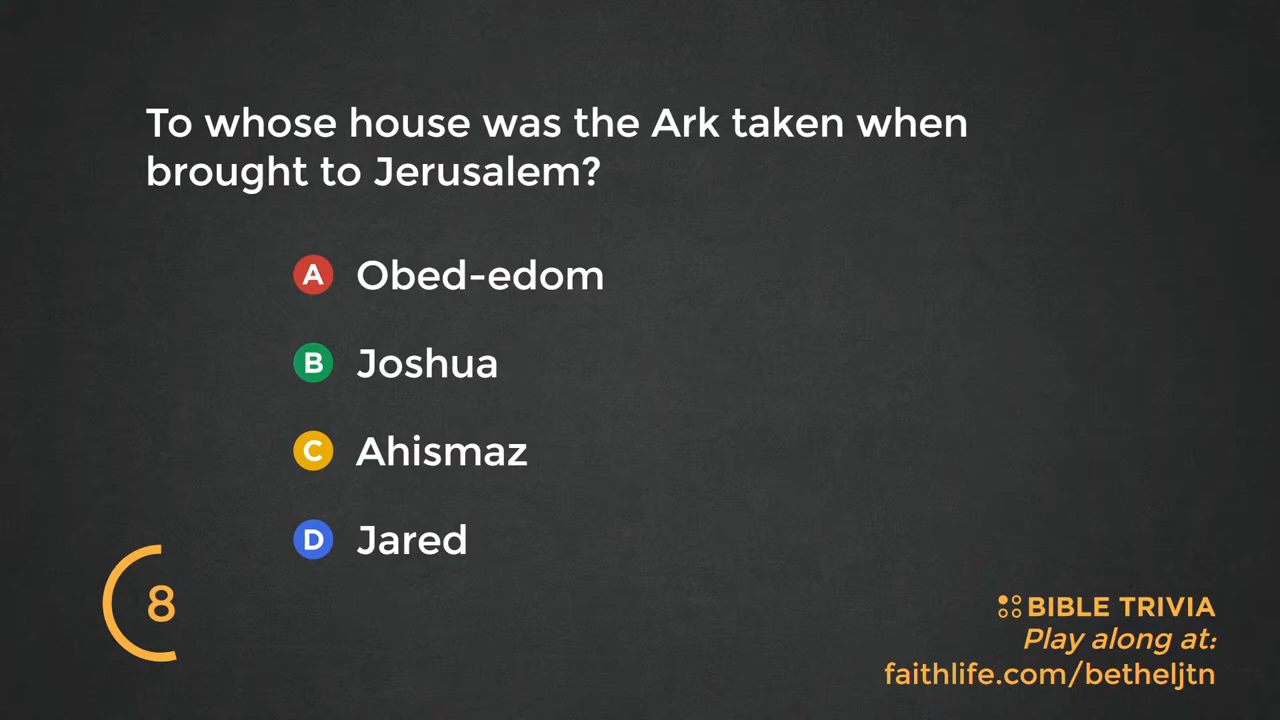 To whose house was the Ark taken when
brought to Jerusalem?
A Obed-edom
B Joshua
C Ahismaz
D Jared
8
BIBLE TRIVIA
Play along at:
faithlife.com/betheljtn